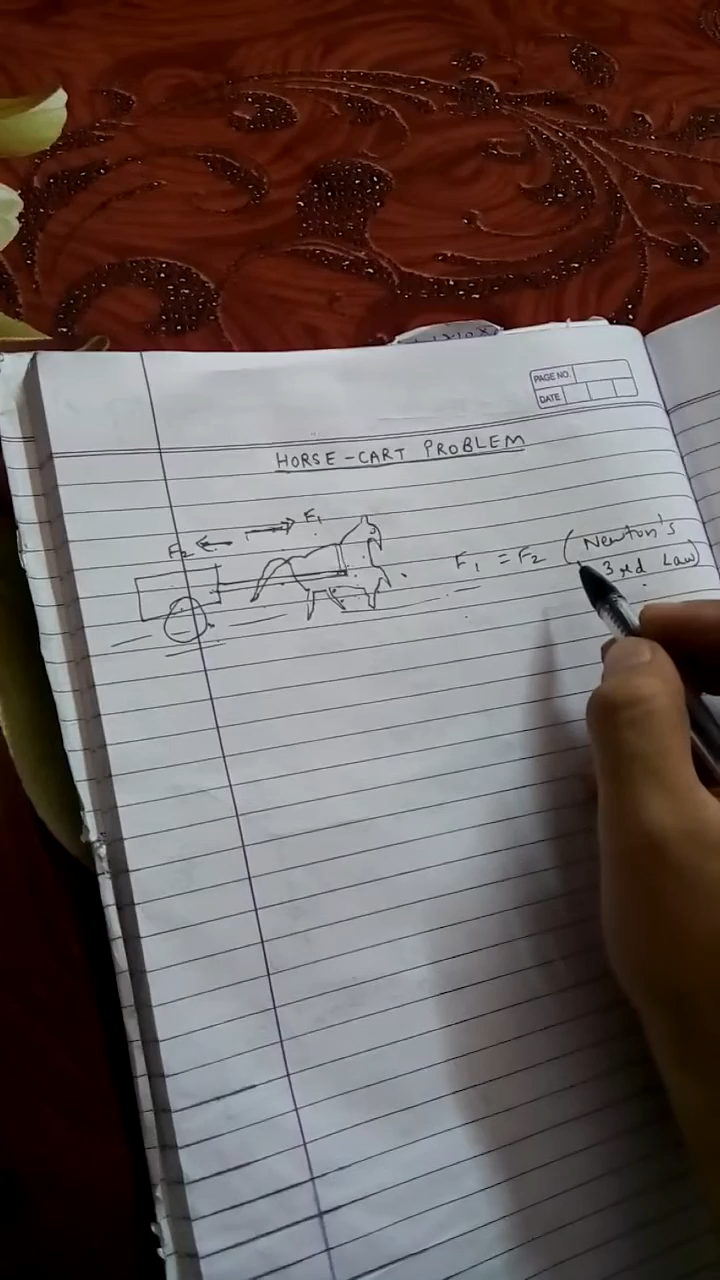 PAGE NO.
DATE
HORSE-CART PROBLEM
F₂ F₁
F₁ = F₂ (Newton's
3rd Law)